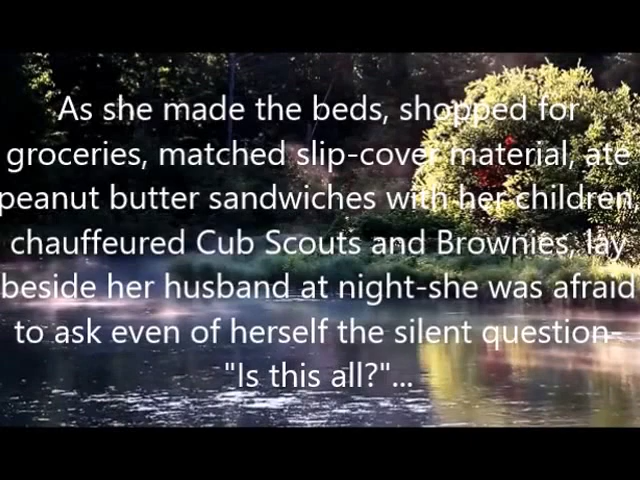 As she made the beds, shopped for
groceries, matched slip-cover material, ate
peanut butter sandwiches with her children,
chauffeured Cub Scouts and Brownies, lay
beside her husband at night-she was afraid
to ask even of herself the silent question-
"Is this all?"...